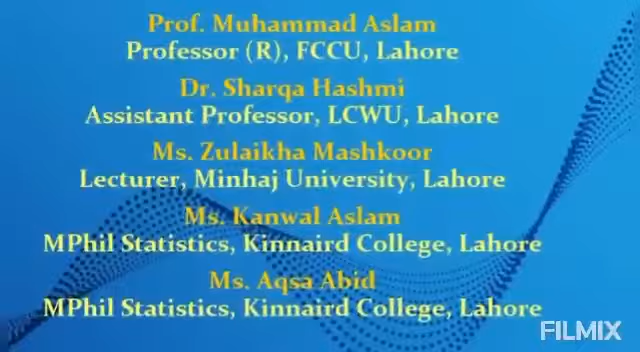 Prof. Muhammad Aslam
Professor (R), FCCU, Lahore
Dr. Sharqa Hashmi
Assistant Professor, LCWU, Lahore
Ms. Zulaikha Mashkoor
Lecturer, Minhaj University, Lahore
Ms. Kanwal Aslam
MPhil Statistics, Kinnaird College, Lahore
Ms. Aqsa Abid
MPhil Statistics, Kinnaird College, Lahore
FILMIX